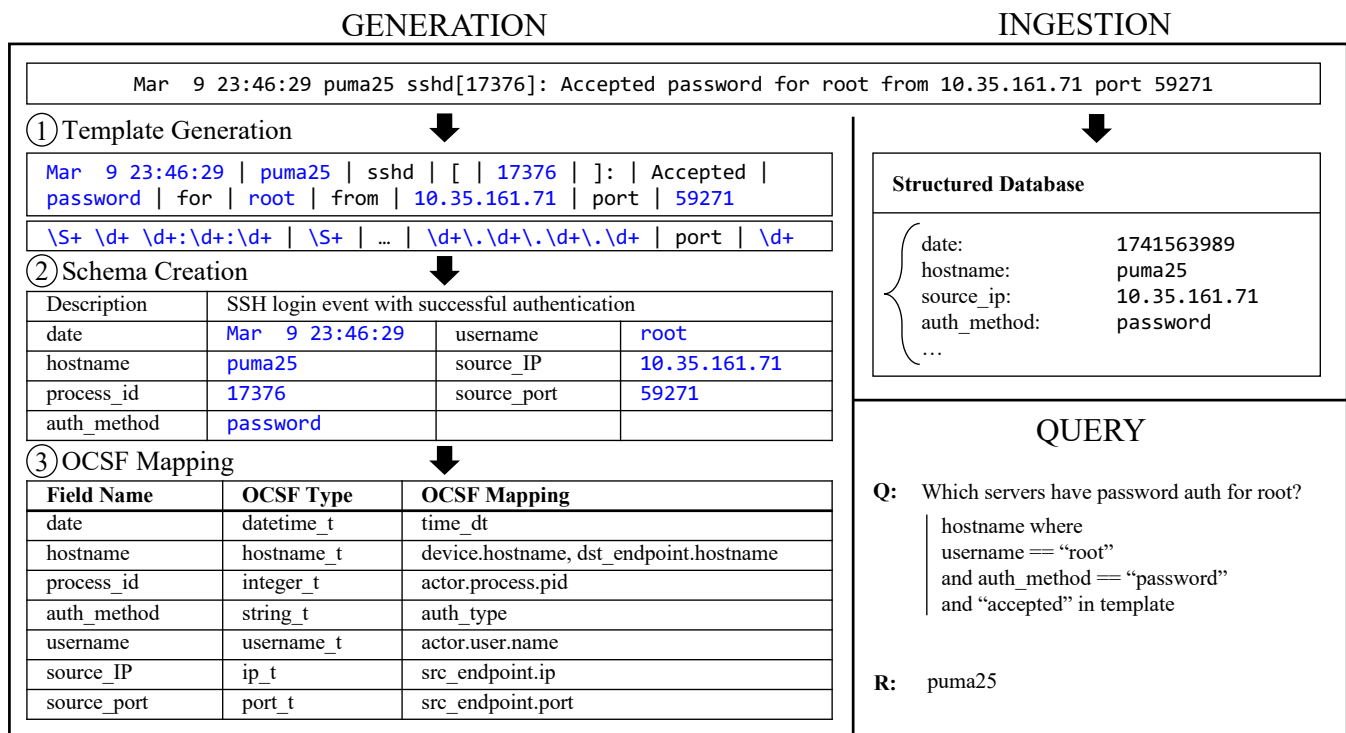 GENERATION
INGESTION
Mar  9 23:46:29 puma25 sshd[17376]: Accepted password for root from 10.35.161.71 port 59271
1 Template Generation
Mar  9 23:46:29 | puma25 | sshd | [ | 17376 | ]: | Accepted |
password | for | root | from | 10.35.161.71 | port | 59271
\S+ \d+ \d+:\d+:\d+ | \S+ | … | \d+\.\d+\.\d+\.\d+ | port | \d+
2 Schema Creation
Description SSH login event with successful authentication
date Mar  9 23:46:29 username root
hostname puma25 source_IP 10.35.161.71
process_id 17376 source_port 59271
auth_method password
3 OCSF Mapping
Field Name OCSF Type OCSF Mapping
date datetime_t time_dt
hostname hostname_t device.hostname, dst_endpoint.hostname
process_id integer_t actor.process.pid
auth_method string_t auth_type
username username_t actor.user.name
source_IP ip_t src_endpoint.ip
source_port port_t src_endpoint.port
Structured Database
date: 1741563989
hostname: puma25
source_ip: 10.35.161.71
auth_method: password
…
QUERY
Q: Which servers have password auth for root?
hostname where
username == “root”
and auth_method == “password”
and “accepted” in template
R: puma25